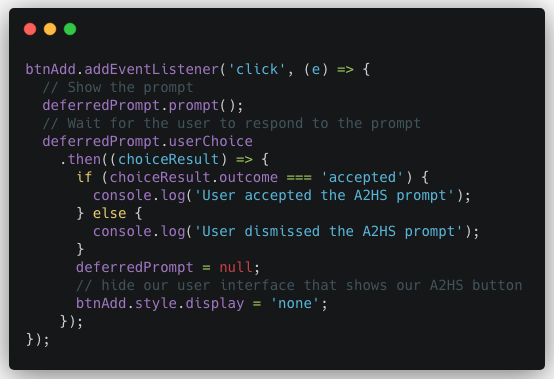 btnAdd.addEventListener('click', (e) => {
  // Show the prompt
  deferredPrompt.prompt();
  // Wait for the user to respond to the prompt
  deferredPrompt.userChoice
    .then((choiceResult) => {
      if (choiceResult.outcome === 'accepted') {
        console.log('User accepted the A2HS prompt');
      } else {
        console.log('User dismissed the A2HS prompt');
      }
      deferredPrompt = null;
      // hide our user interface that shows our A2HS button
      btnAdd.style.display = 'none';
    });
});